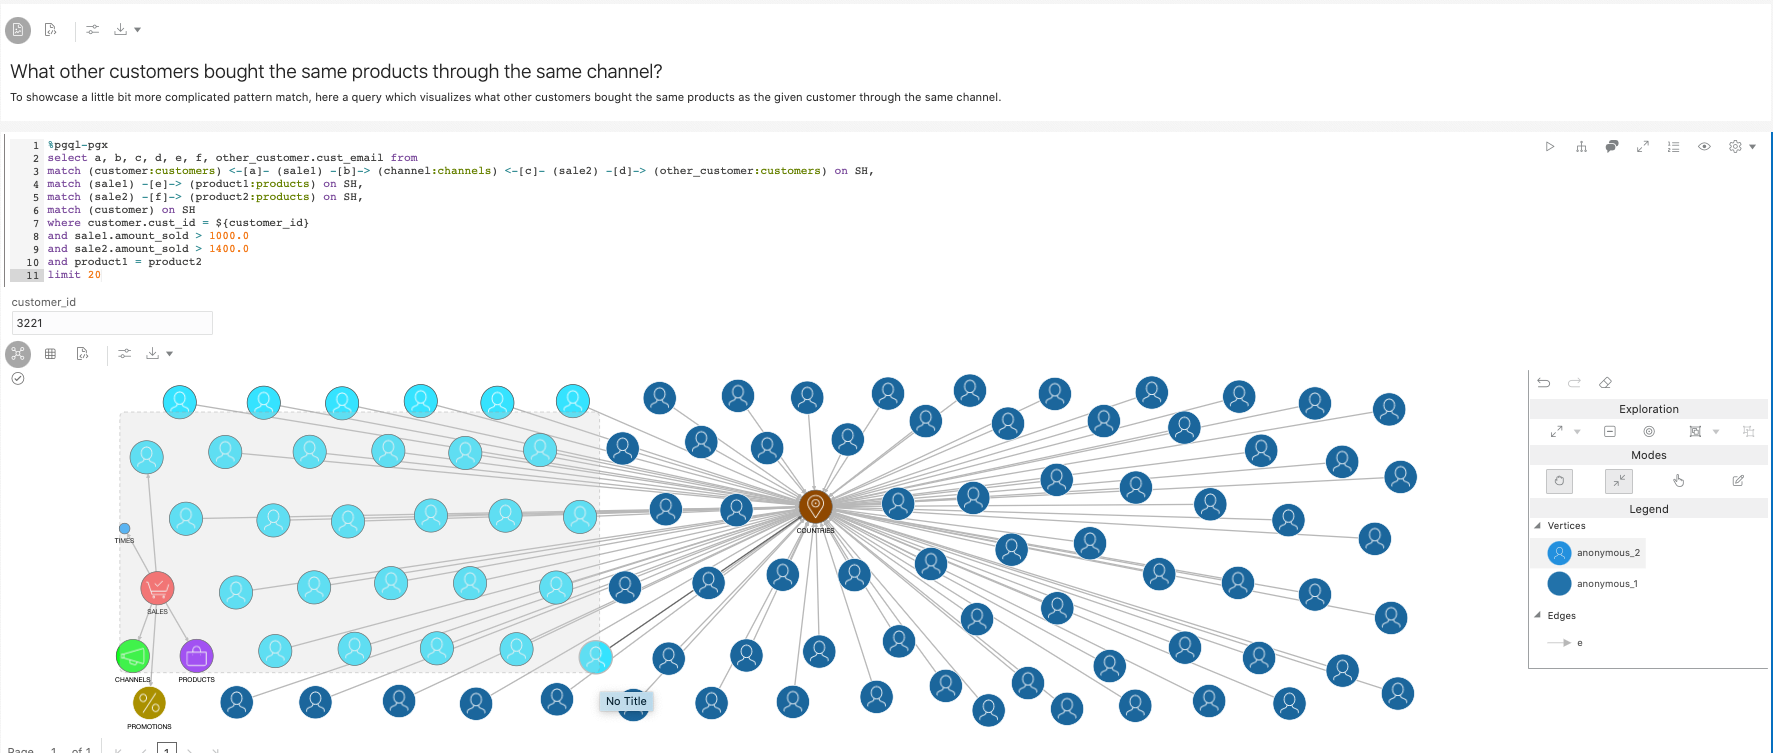 What other customers bought the same products through the same channel?
To showcase a little bit more complicated pattern match, here a query which visualizes what other customers bought the same products as the given customer through the same channel.
1 %pgql-pgx
2 select a, b, c, d, e, f, other_customer.cust_email from
3 match (customer:customers) <-[a]- (sale1) -[b]-> (channel:channels) <-[c]- (sale2) -[d]-> (other_customer:customers) on SH,
4 match (sale1) -[e]-> (product1:products) on SH,
5 match (sale2) -[f]-> (product2:products) on SH,
6 match (customer) on SH
7 where customer.cust_id = ${customer_id}
8 and sale1.amount_sold > 1000.0
9 and sale2.amount_sold > 1400.0
10 and product1 = product2
11 limit 20
customer_id
3221
Exploration
Modes
Legend
Vertices
anonymous_2
anonymous_1
Edges
e
COUNTRIES
TIMES
SALES
CHANNELS
PRODUCTS
No Title
PROMOTIONS
Page 1 of 1 1